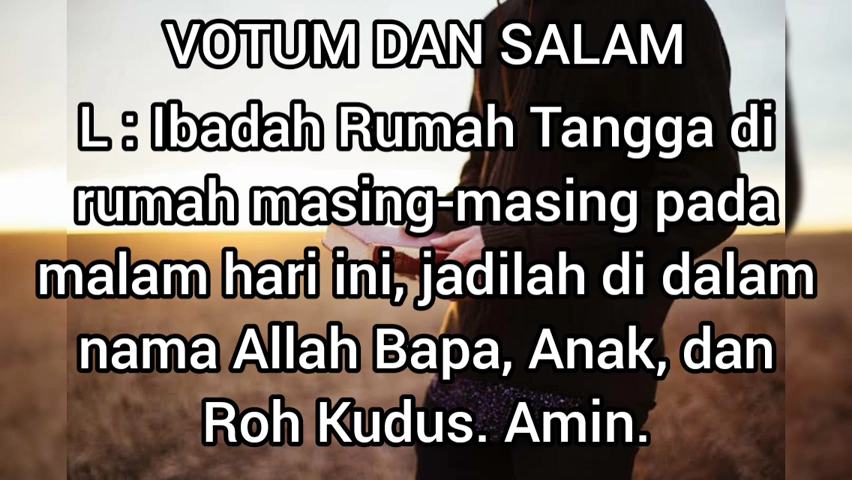 VOTUM DAN SALAM
L : Ibadah Rumah Tangga di
rumah masing-masing pada
malam hari ini, jadilah di dalam
nama Allah Bapa, Anak, dan
Roh Kudus. Amin.